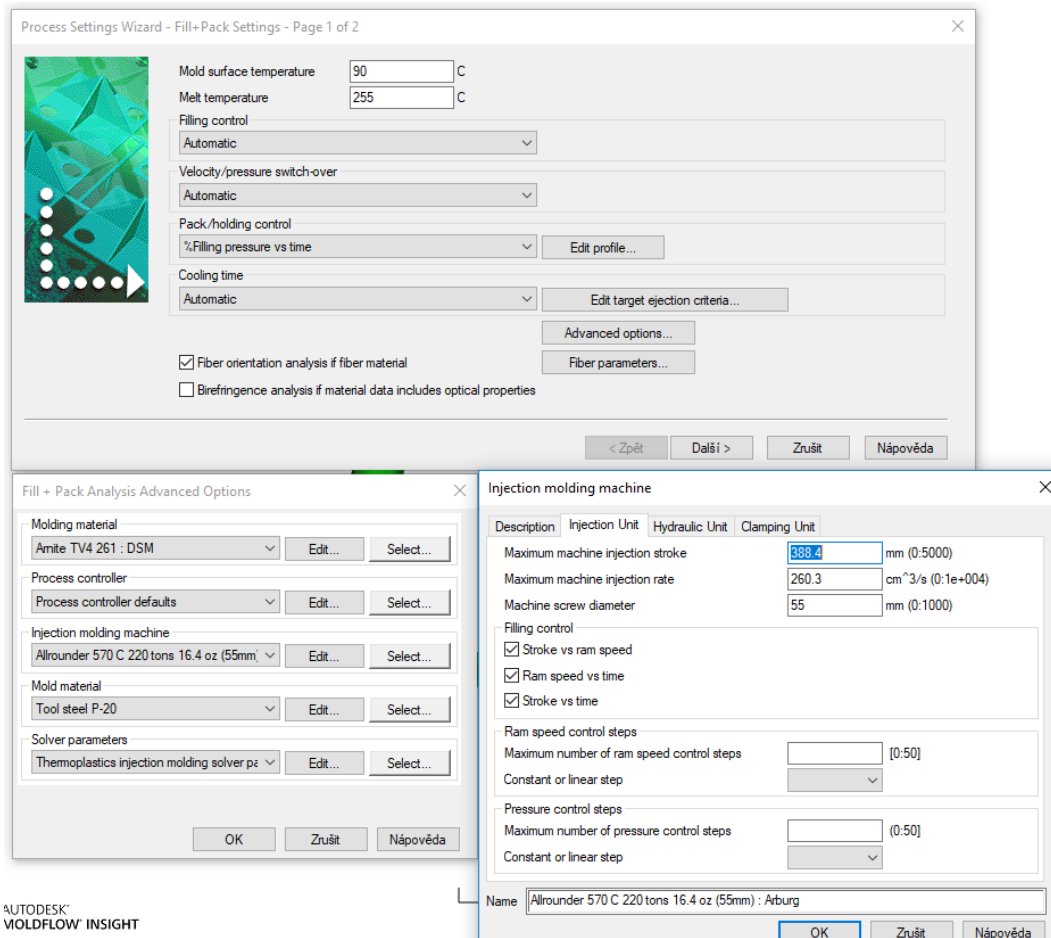 Process Settings Wizard - Fill+Pack Settings - Page 1 of 2
Mold surface temperature 90 C
Melt temperature 255 C
Filling control
Automatic
Velocity/pressure switch-over
Automatic
Pack/holding control
%Filling pressure vs time Edit profile...
Cooling time
Automatic Edit target ejection criteria...
Advanced options...
Fiber orientation analysis if fiber material Fiber parameters...
Birefringence analysis if material data includes optical properties
< Zpět Další > Zrušit Nápověda
Fill + Pack Analysis Advanced Options
Molding material
Arnite TV4 261 : DSM Edit... Select...
Process controller
Process controller defaults Edit... Select...
Injection molding machine
Allrounder 570 C 220 tons 16.4 oz (55mm) Edit... Select...
Mold material
Tool steel P-20 Edit... Select...
Solver parameters
Thermoplastics injection molding solver pa Edit... Select...
OK Zrušit Nápověda
Injection molding machine
Description Injection Unit Hydraulic Unit Clamping Unit
Maximum machine injection stroke 388.4 mm (0:5000)
Maximum machine injection rate 260.3 cm^3/s (0:1e+004)
Machine screw diameter 55 mm (0:1000)
Filling control
Stroke vs ram speed
Ram speed vs time
Stroke vs time
Ram speed control steps
Maximum number of ram speed control steps [0:50]
Constant or linear step
Pressure control steps
Maximum number of pressure control steps (0:50]
Constant or linear step
Name Allrounder 570 C 220 tons 16.4 oz (55mm) : Arburg
OK Zrušit Nápověda
AUTODESK®
MOLDFLOW® INSIGHT